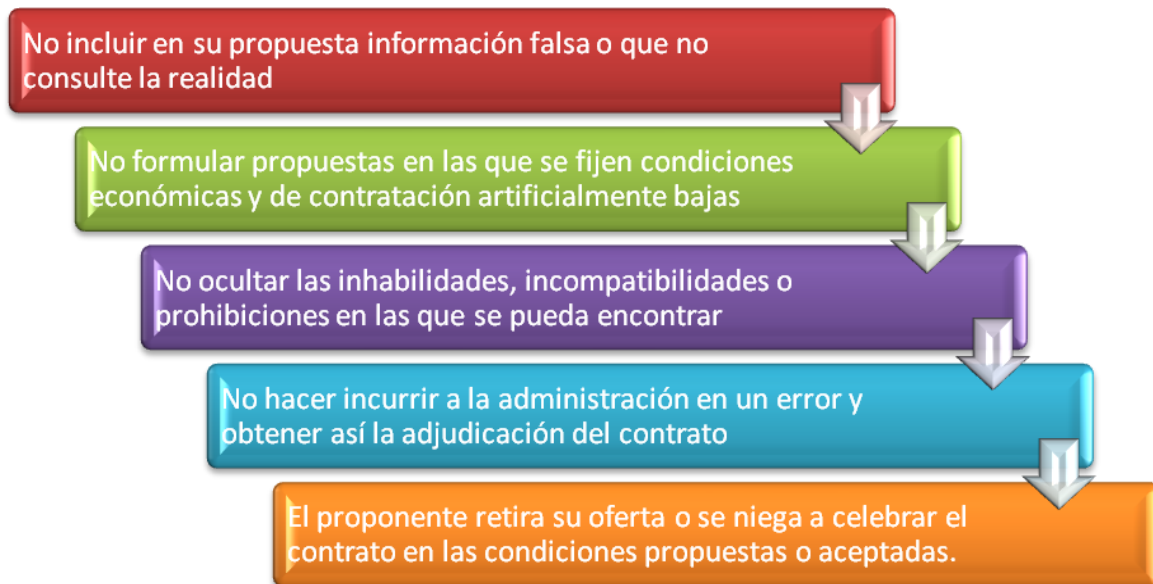 No incluir en su propuesta información falsa o que no
consulte la realidad
No formular propuestas en las que se fijen condiciones
económicas y de contratación artificialmente bajas
No ocultar las inhabilidades, incompatibilidades o
prohibiciones en las que se pueda encontrar
No hacer incurrir a la administración en un error y
obtener así la adjudicación del contrato
El proponente retira su oferta o se niega a celebrar el
contrato en las condiciones propuestas o aceptadas.